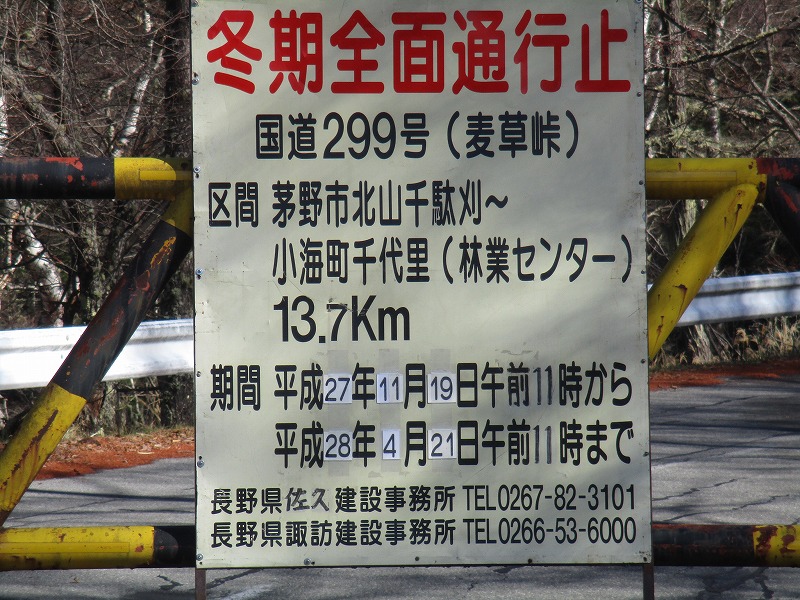 冬期全面通行止
国道299号(麦草峠)
区間 茅野市北山千駄刈～
小海町千代里(林業センター)
13.7Km
期間 平成27年11月19日午前11時から
平成28年4月21日午前11時まで
長野県佐久建設事務所 TEL0267-82-3101
長野県諏訪建設事務所 TEL0266-53-6000